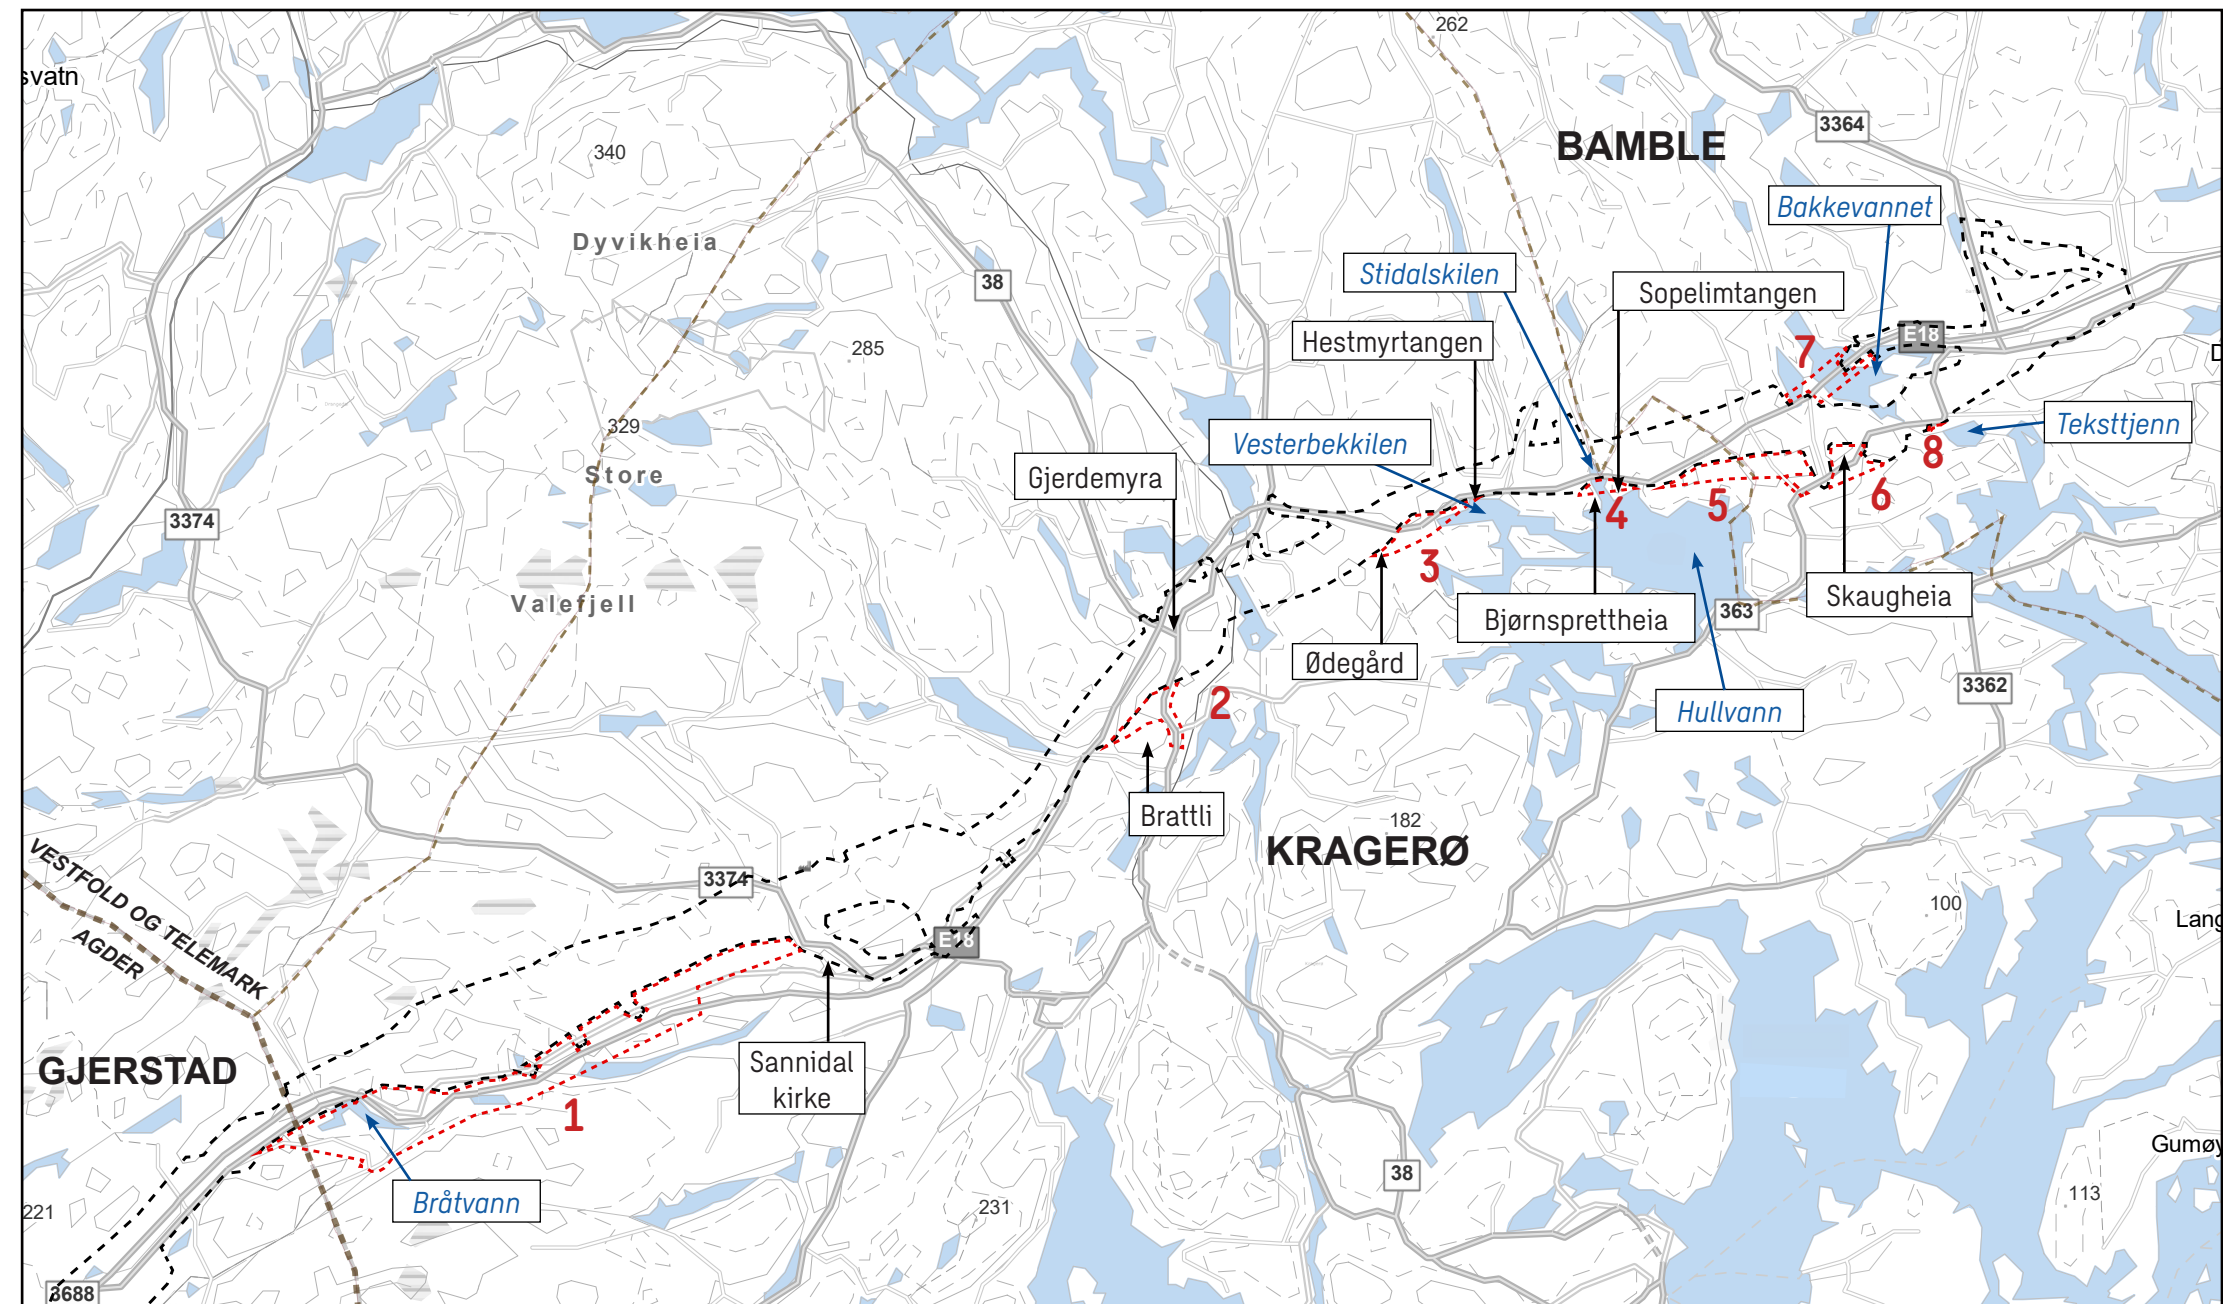 262
svatn
3364
BAMBLE
340
Bakkevannet
Dyvikheia
Stidalskilen
38
Sopelimtangen
Hestmyrtangen
E18
285
7
329
Vesterbekkilen
Teksttjenn
8
Store
Gjerdemyra
6
5
4
3374
3
Valefjell
Skaugheia
363
Bjørnsprettheia
Ødegård
3362
2
Hullvann
Brattli
182
KRAGERØ
3374
VESTFOLD OG TELEMARK
AGDER
100
Lang
E18
GJERSTAD
Sannidal
kirke
1
Gumøy
38
Bråtvann
113
231
221
3688